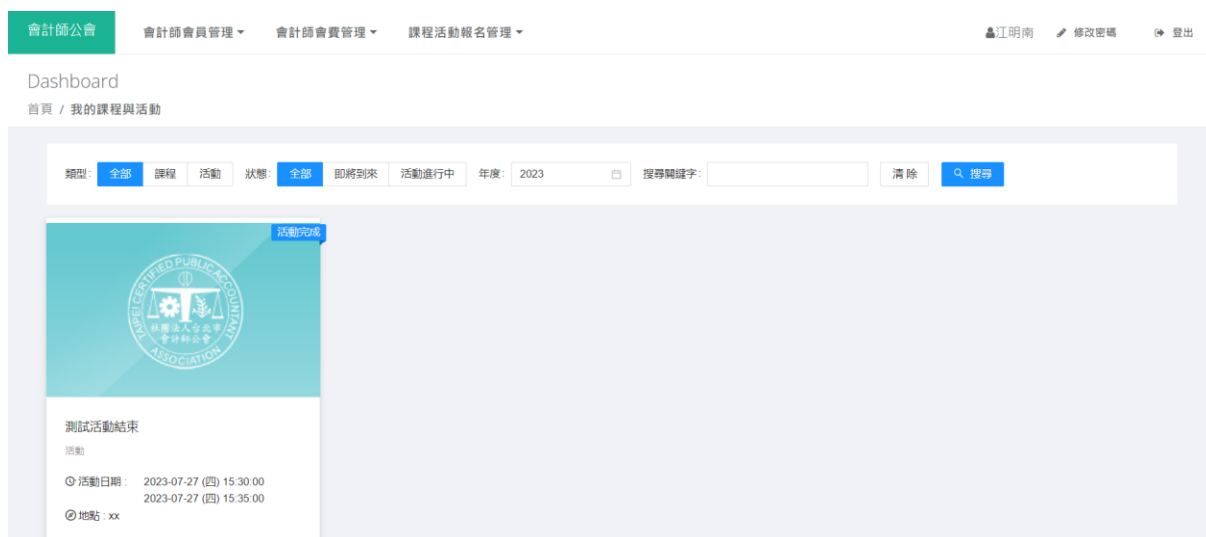 會計師公會 會計師會員管理 會計師會費管理 課程活動報名管理 江明南 修改密碼 登出
Dashboard
首頁 / 我的課程與活動
類型: 全部 課程 活動 狀態: 全部 即將到來 活動進行中 年度: 2023 搜尋關鍵字: 清除 搜尋
活動完成
TAIPEI CERTIFIED PUBLIC ACCOUNTANT
社團法人台北市
會計師公會
ASSOCIATION
測試活動結束
活動
活動日期 : 2023-07-27 (四) 15:30:00
2023-07-27 (四) 15:35:00
地點 : xx